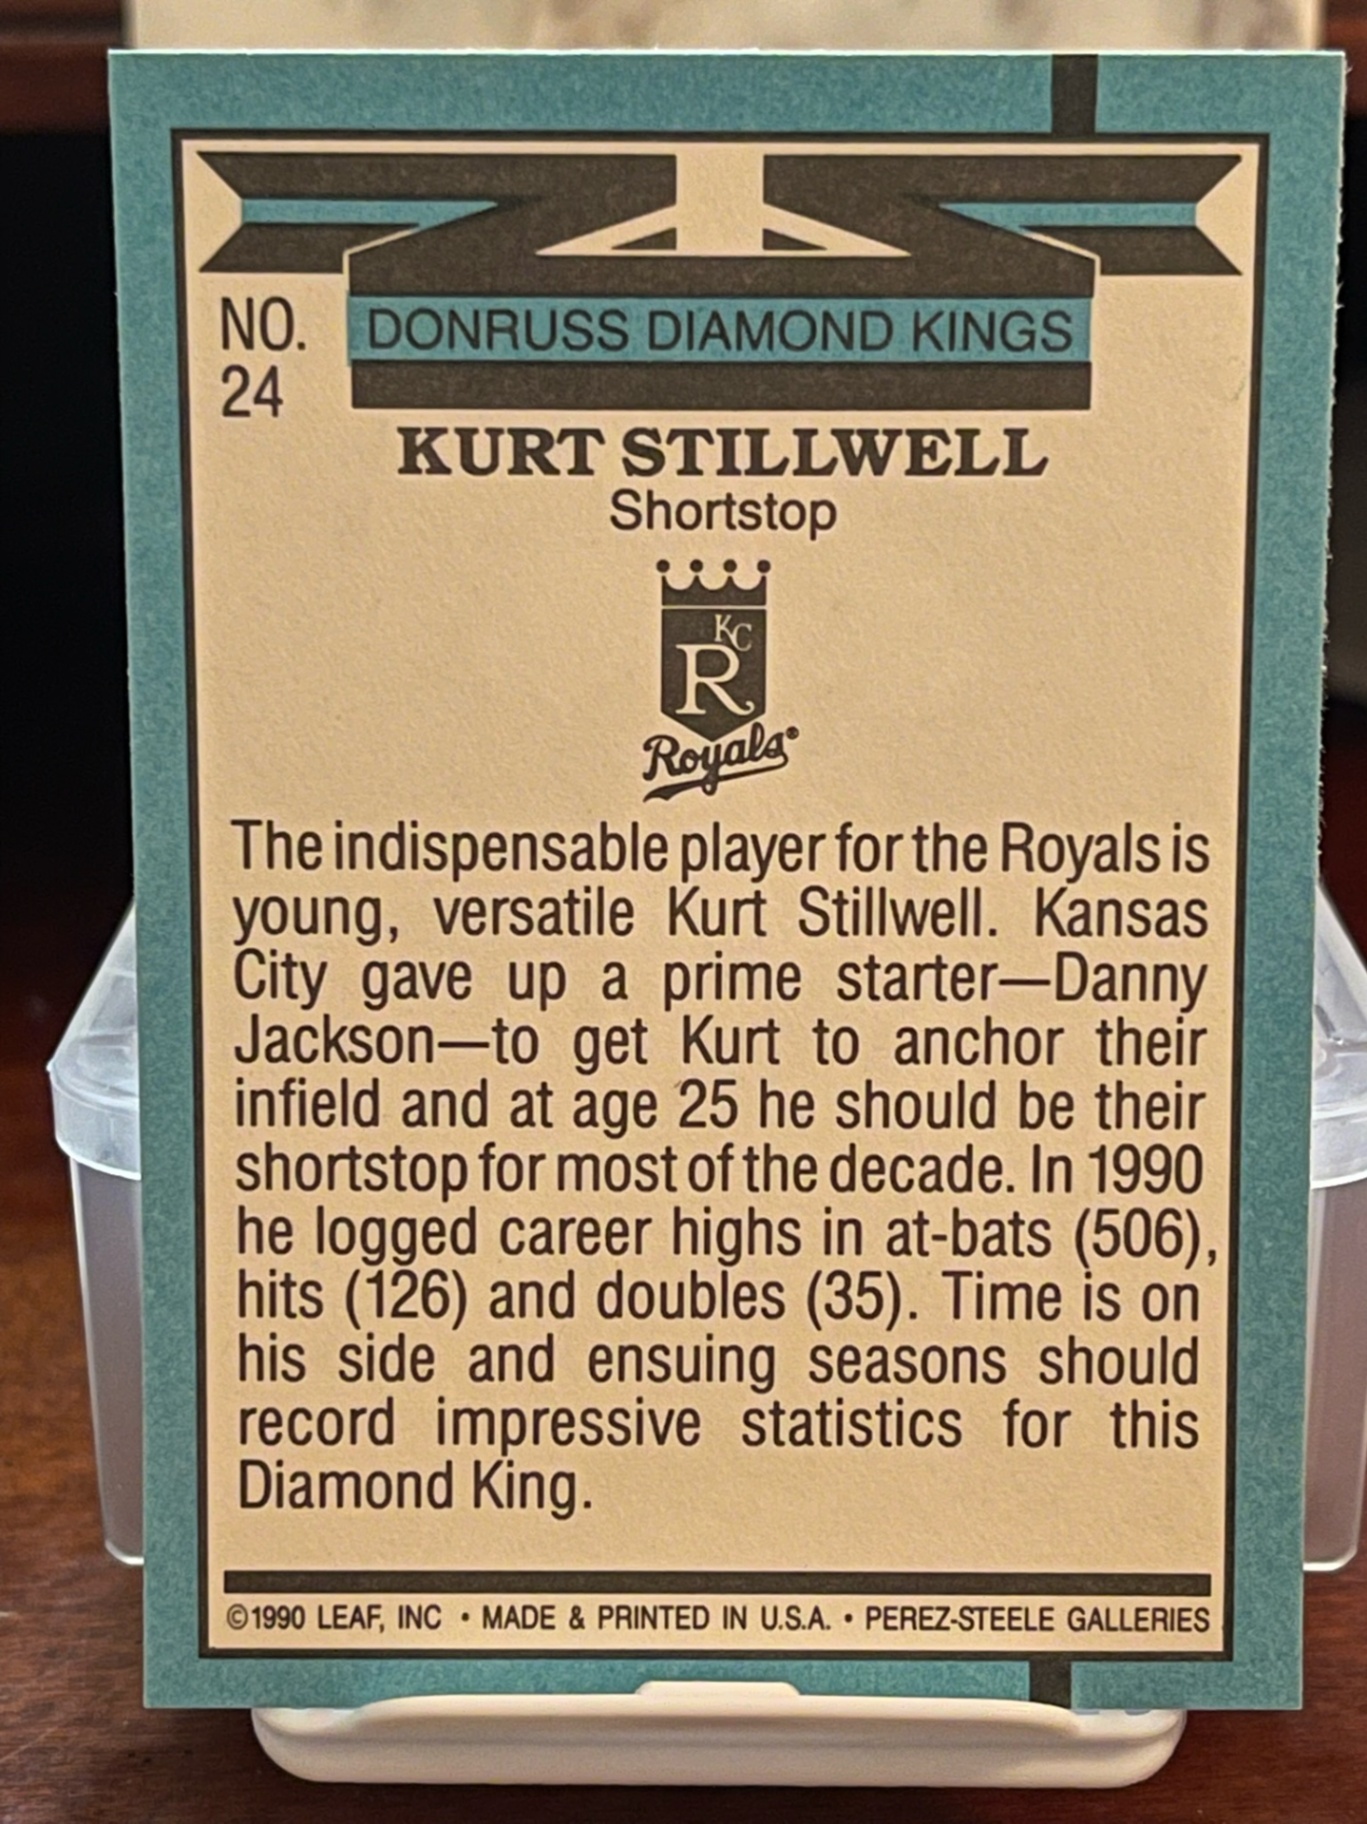 NO.
24
DONRUSS DIAMOND KINGS
KURT STILLWELL
Shortstop
KC
R
Royals®
The indispensable player for the Royals is
young, versatile Kurt Stillwell. Kansas
City gave up a prime starter—Danny
Jackson—to get Kurt to anchor their
infield and at age 25 he should be their
shortstop for most of the decade. In 1990
he logged career highs in at-bats (506),
hits (126) and doubles (35). Time is on
his side and ensuing seasons should
record impressive statistics for this
Diamond King.
©1990 LEAF, INC • MADE & PRINTED IN U.S.A. • PEREZ-STEELE GALLERIES